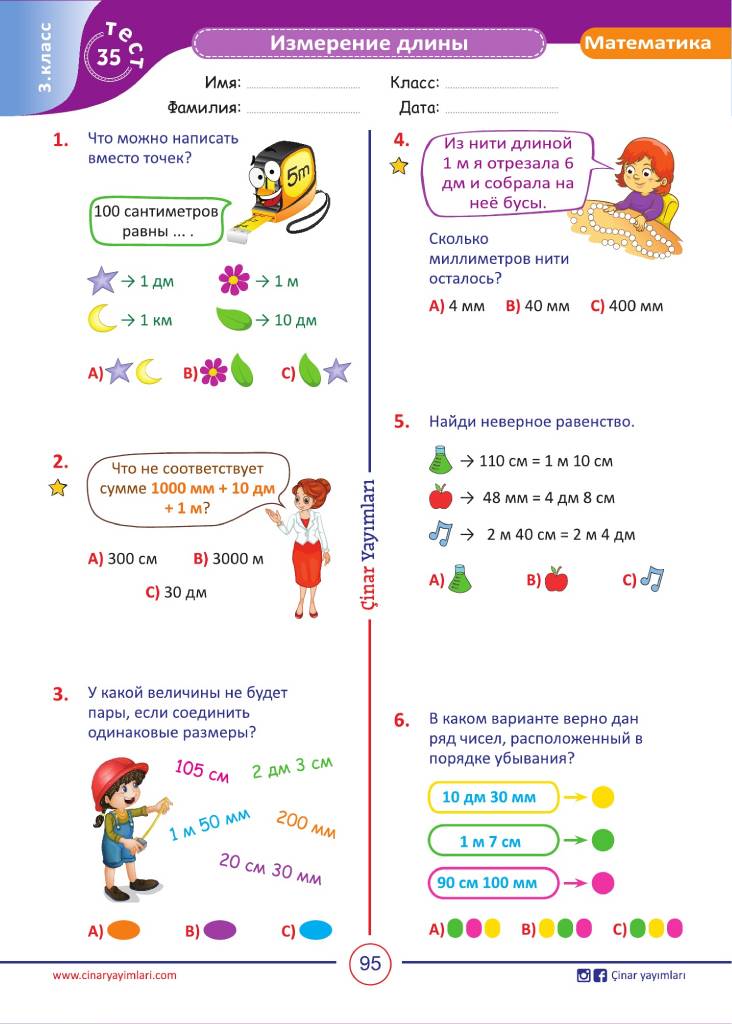 3.класс
тест
35
Измерение длины
Математика
Имя:
Класс:
Фамилия:
Дата:
1. Что можно написать
вместо точек?
5m
100 сантиметров
равны ... .
→ 1 дм
→ 1 м
→ 1 км
→ 10 дм
A)
B)
C)
2.
Что не соответствует
сумме 1000 мм + 10 дм
+ 1 м?
A) 300 см
B) 3000 м
C) 30 дм
3. У какой величины не будет
пары, если соединить
одинаковые размеры?
105 см
2 дм 3 см
1 м 50 мм
200 мм
20 см 30 мм
A)
B)
C)
Çinar Yayımları
4.
Из нити длиной
1 м я отрезала 6
дм и собрала на
неё бусы.
Сколько
миллиметров нити
осталось?
A) 4 мм
B) 40 мм
C) 400 мм
5. Найди неверное равенство.
→ 110 см = 1 м 10 см
→ 48 мм = 4 дм 8 см
→ 2 м 40 см = 2 м 4 дм
A)
B)
C)
6. В каком варианте верно дан
ряд чисел, расположенный в
порядке убывания?
10 дм 30 мм
1 м 7 см
90 см 100 мм
A)
B)
C)
www.cinaryayimlari.com
95
Çinar yayımları